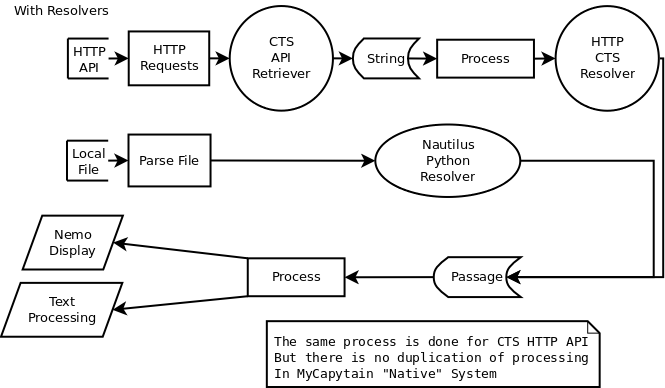 With Resolvers
HTTP
API
HTTP
Requests
CTS
API
Retriever
String
Process
HTTP
CTS
Resolver
Local
File
Parse File
Nautilus
Python
Resolver
Nemo
Display
Process
Passage
Text
Processing
The same process is done for CTS HTTP API
But there is no duplication of processing
In MyCapytain "Native" System